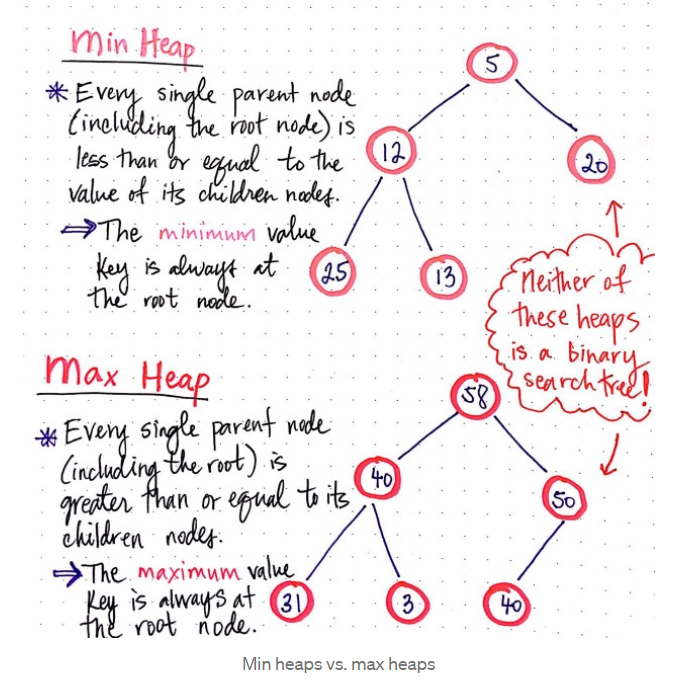 Min Heap
* Every single parent node
(including the root node) is
less than or equal to the
value of its children nodes.
⇒ The minimum value
key is always at
the root node.
5
12
20
25
13
Neither of
these heaps
is a binary
search tree!
Max Heap
* Every single parent node
(including the root) is
greater than or equal to its
children nodes.
⇒ The maximum value
key is always at
the root node.
58
40
50
31
3
40
Min heaps vs. max heaps